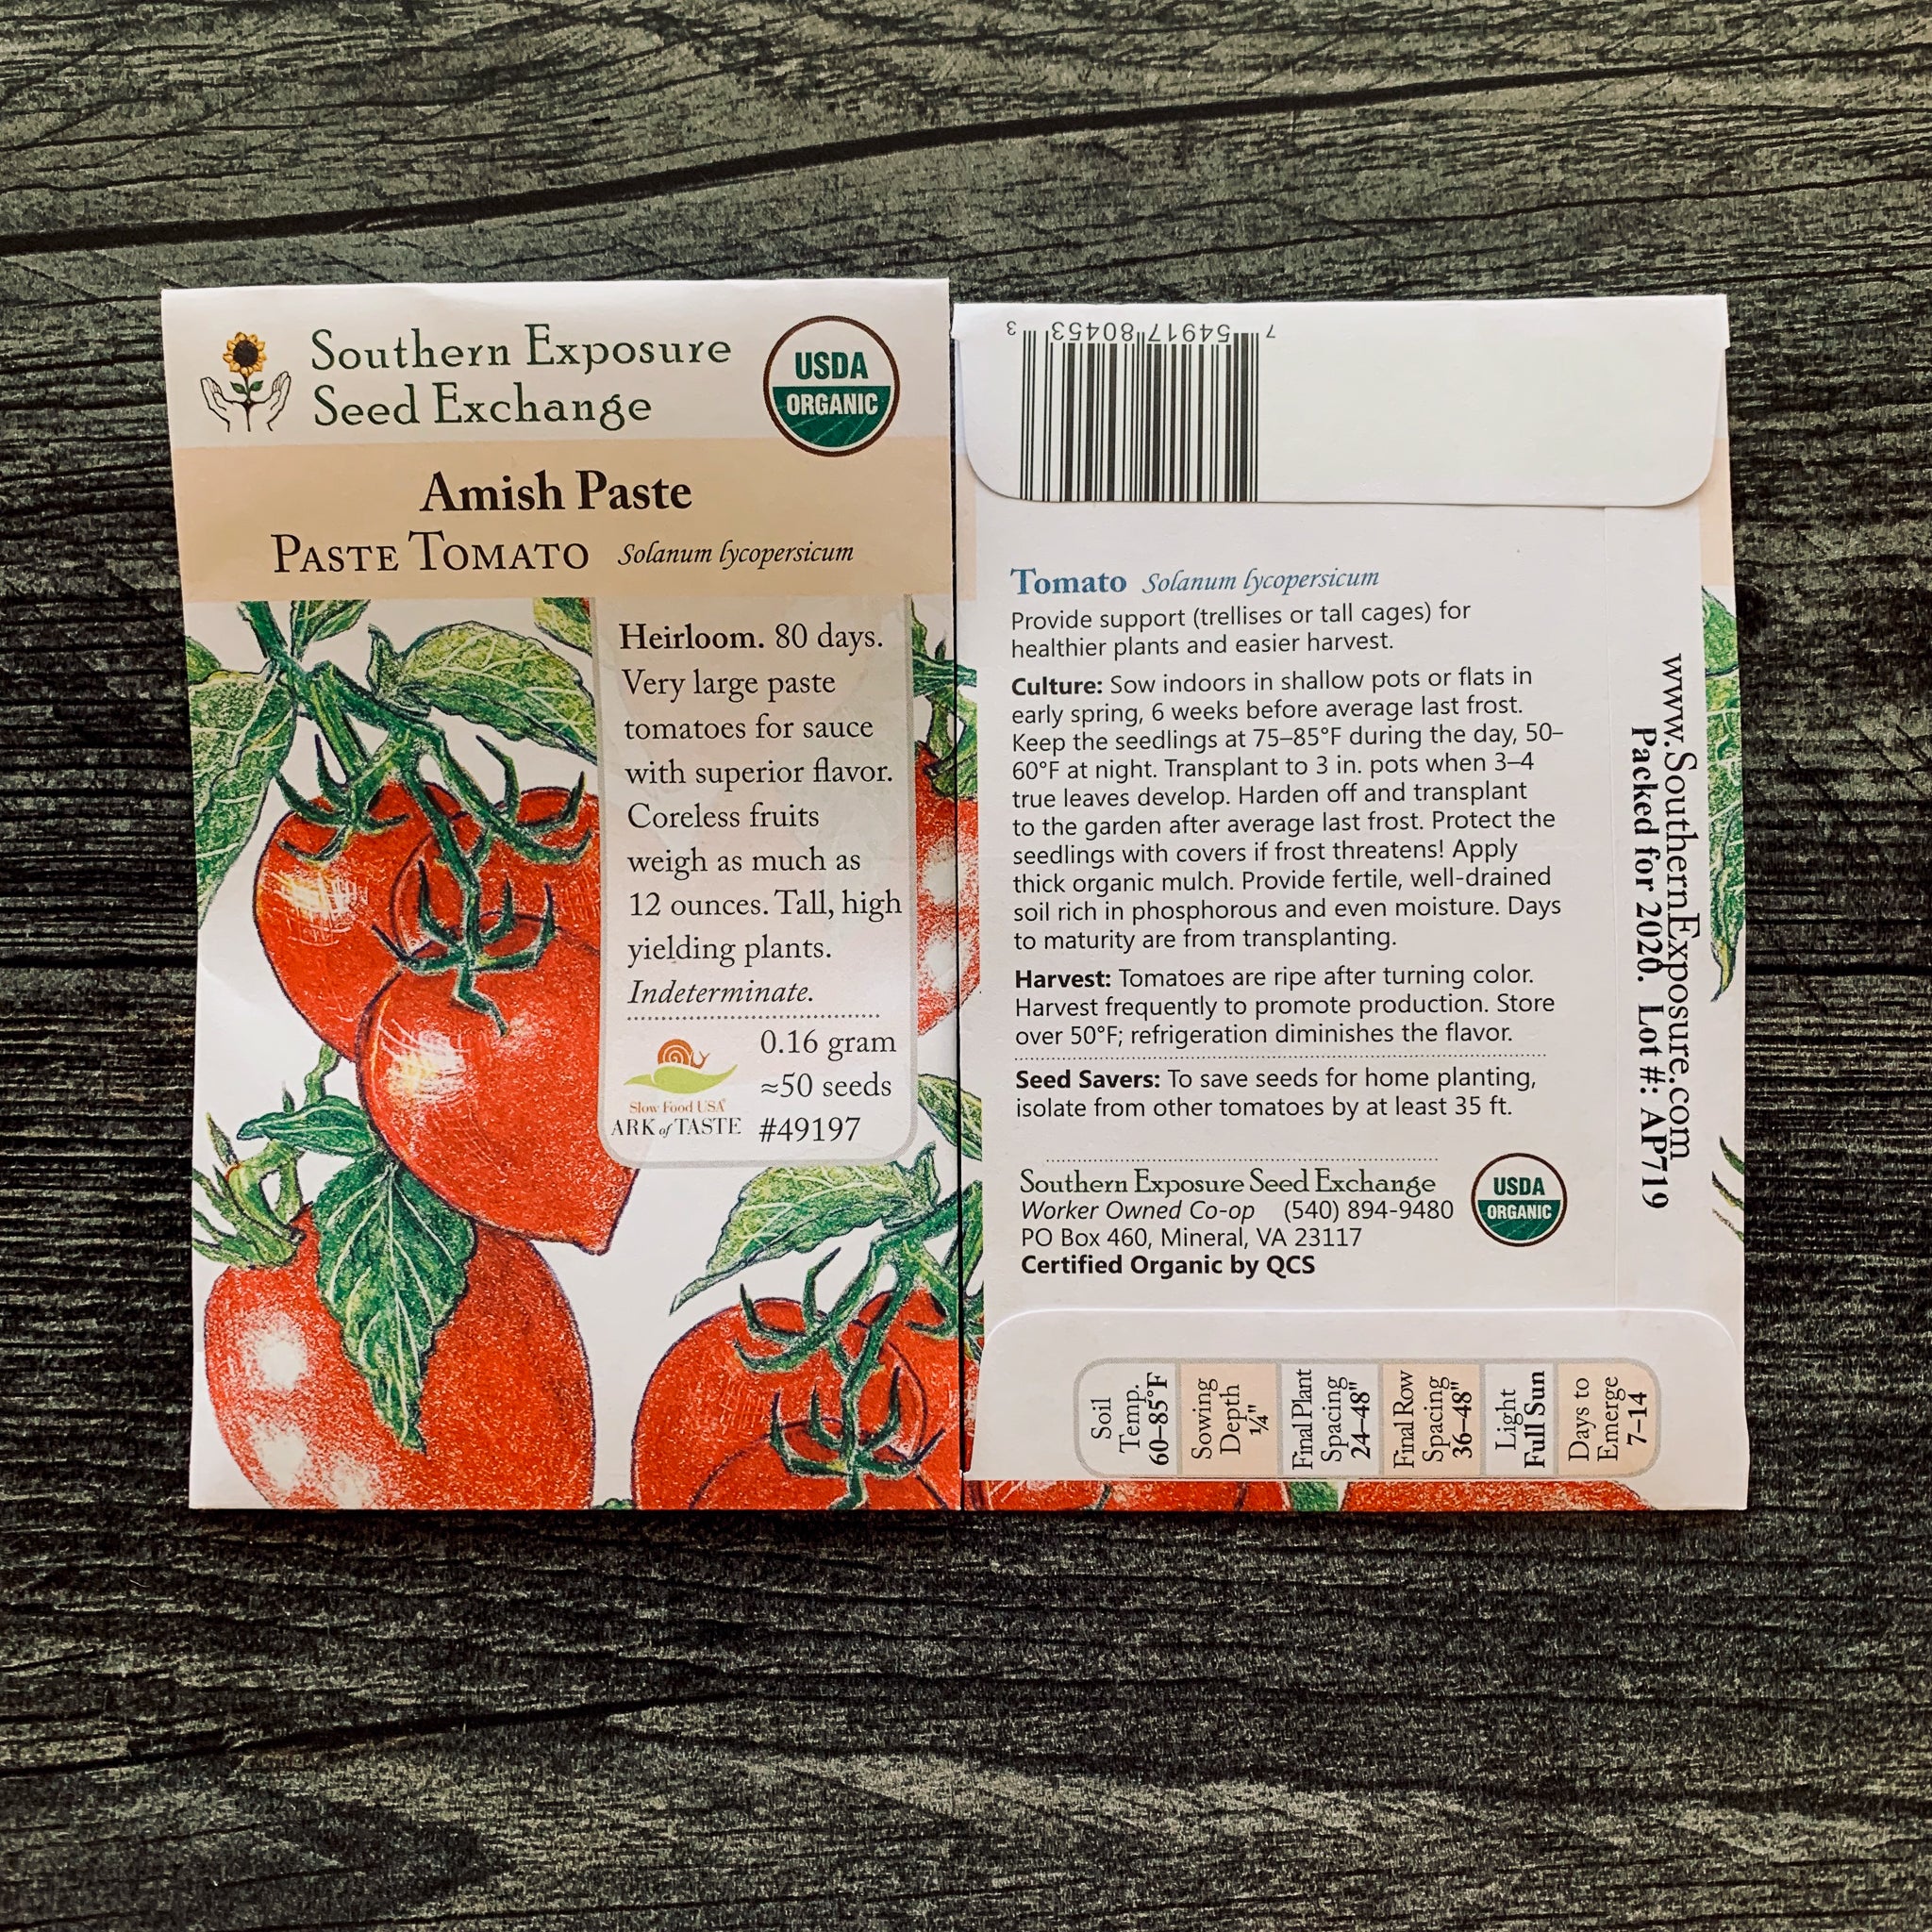 Southern Exposure
Seed Exchange
USDA
ORGANIC
Amish Paste
PASTE TOMATO Solanum lycopersicum
Heirloom. 80 days.
Very large paste
tomatoes for sauce
with superior flavor.
Coreless fruits
weigh as much as
12 ounces. Tall, high
yielding plants.
Indeterminate.
0.16 gram
≈50 seeds
#49197
Slow Food USA®
ARK of TASTE
7 54917 80453 3
Tomato Solanum lycopersicum
Provide support (trellises or tall cages) for
healthier plants and easier harvest.
Culture: Sow indoors in shallow pots or flats in
early spring, 6 weeks before average last frost.
Keep the seedlings at 75–85°F during the day, 50–
60°F at night. Transplant to 3 in. pots when 3–4
true leaves develop. Harden off and transplant
to the garden after average last frost. Protect the
seedlings with covers if frost threatens! Apply
thick organic mulch. Provide fertile, well-drained
soil rich in phosphorous and even moisture. Days
to maturity are from transplanting.
Harvest: Tomatoes are ripe after turning color.
Harvest frequently to promote production. Store
over 50°F; refrigeration diminishes the flavor.
Seed Savers: To save seeds for home planting,
isolate from other tomatoes by at least 35 ft.
Southern Exposure Seed Exchange
Worker Owned Co-op (540) 894-9480
PO Box 460, Mineral, VA 23117
Certified Organic by QCS
USDA
ORGANIC
www.SouthernExposure.com
Packed for 2020. Lot #: AP719
Soil
Temp.
60–85°F
Sowing
Depth
¼"
Final Plant
Spacing
24–48"
Final Row
Spacing
36–48"
Light
Full Sun
Days to
Emerge
7–14